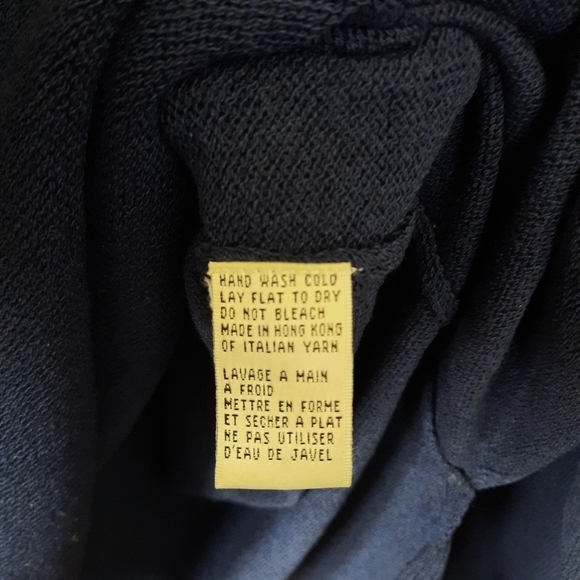 HAND WASH COLD
LAY FLAT TO DRY
DO NOT BLEACH
MADE IN HONG KONG
OF ITALIAN YARN
LAVAGE A MAIN
A FROID
METTRE EN FORME
ET SECHER A PLAT
NE PAS UTILISER
D'EAU DE JAVEL